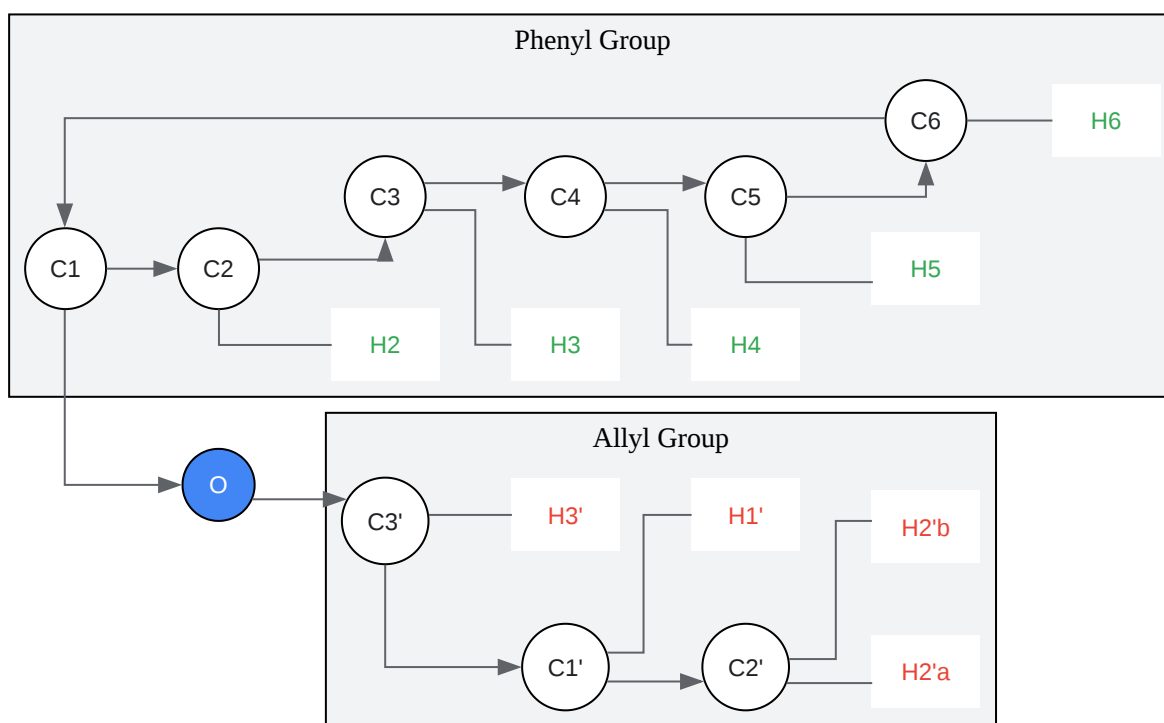 Phenyl Group
C6
H6
C3
C4
C5
C1
C2
H5
H2
H3
H4
Allyl Group
O
C3'
H3'
H1'
H2'b
C1'
C2'
H2'a